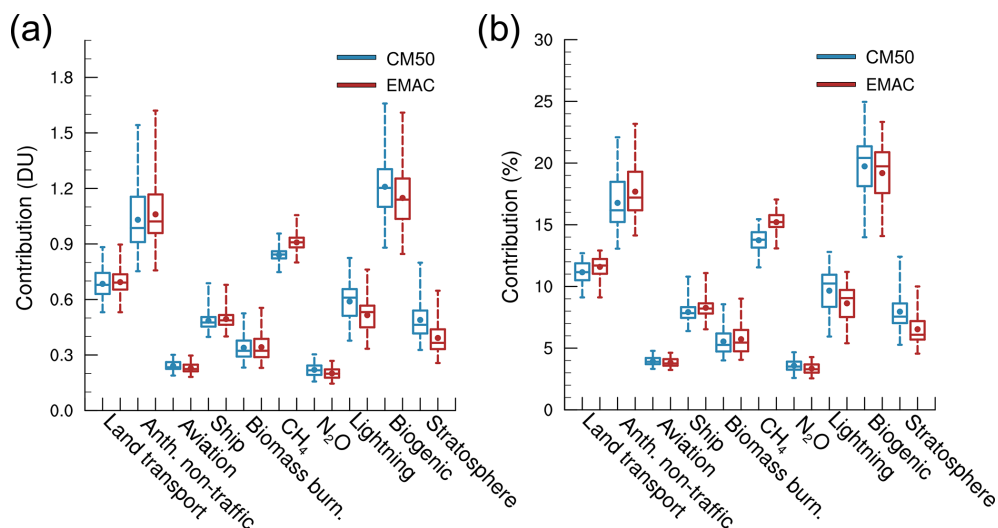 (a)
Contribution (DU)
1.8
1.5
1.2
0.9
0.6
0.3
0.0
CM50
EMAC
Land transport
Anth. non-traffic
Aviation
Ship
Biomass burn.
CH₄
N₂O
Lightning
Biogenic
Stratosphere
(b)
Contribution (%)
30
25
20
15
10
5
0
CM50
EMAC
Land transport
Anth. non-traffic
Aviation
Ship
Biomass burn.
CH₄
N₂O
Lightning
Biogenic
Stratosphere